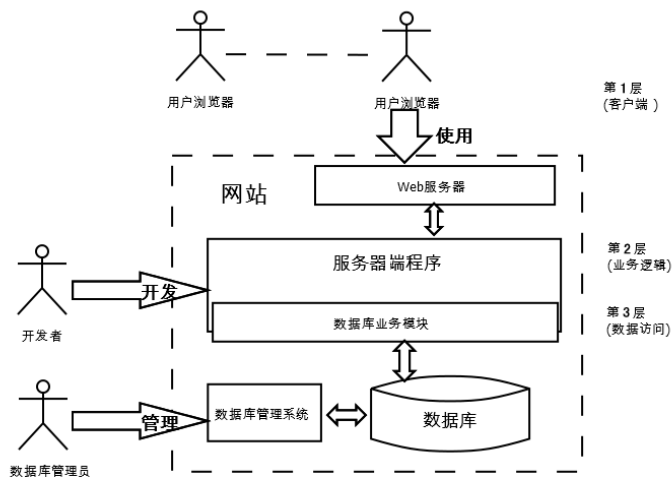 用户浏览器
用户浏览器
第 1 层
(客户端 )
使用
网站
Web服务器
服务器端程序
第 2 层
(业务逻辑)
开发
开发者
数据库业务模块
第 3 层
(数据访问)
管理
数据库管理员
数据库管理系统
数据库